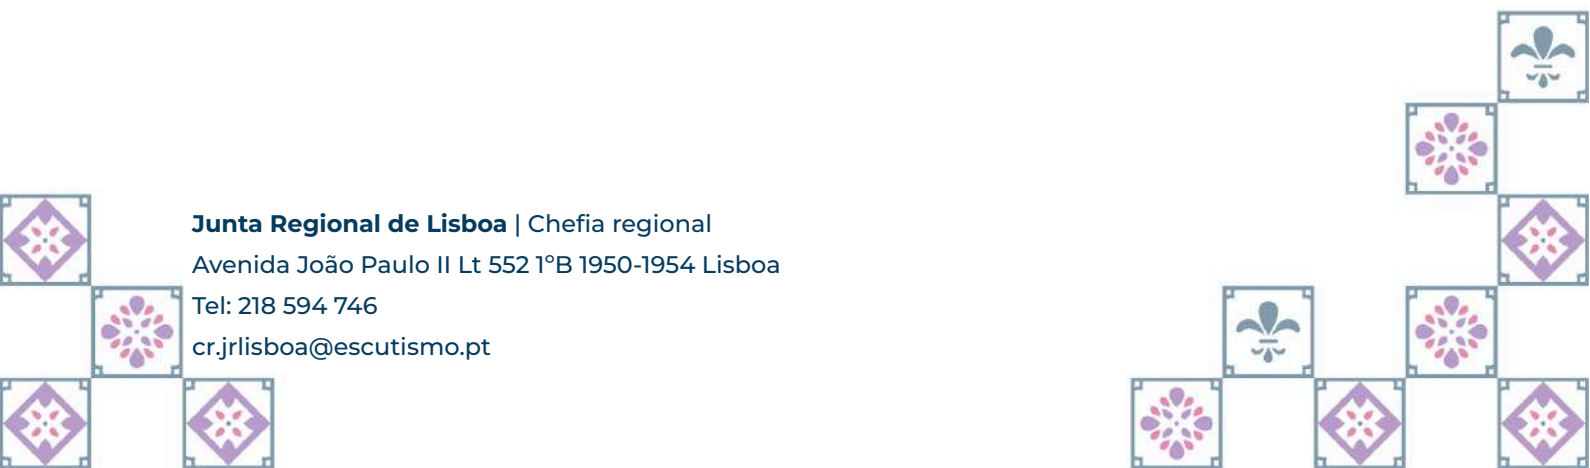 Junta Regional de Lisboa | Chefia regional
Avenida João Paulo II Lt 552 1ºB 1950-1954 Lisboa
Tel: 218 594 746
cr.jrlisboa@escutismo.pt